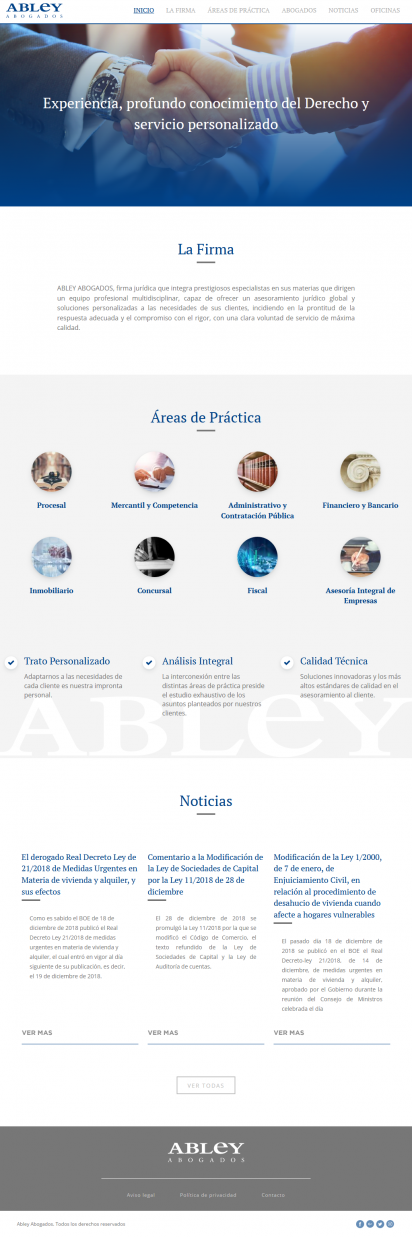 ABLEY
ABOGADOS
INICIO LA FIRMA ÁREAS DE PRÁCTICA ABOGADOS NOTICIAS OFICINAS
Experiencia, profundo conocimiento del Derecho y
servicio personalizado
La Firma
ABLEY ABOGADOS, firma jurídica que integra prestigiosos especialistas en sus materias que dirigen
un equipo profesional multidisciplinar, capaz de ofrecer un asesoramiento jurídico global y
soluciones personalizadas a las necesidades de sus clientes, incidiendo en la prontitud de la
respuesta adecuada y el compromiso con el rigor, con una clara voluntad de servicio de máxima
calidad.
Áreas de Práctica
Procesal
Mercantil y Competencia
Administrativo y
Contratación Pública
Financiero y Bancario
Inmobiliario
Concursal
Fiscal
Asesoría Integral de
Empresas
Trato Personalizado
Adaptarnos a las necesidades de
cada cliente es nuestra impronta
personal.
Análisis Integral
La interconexión entre las
distintas áreas de práctica preside
el estudio exhaustivo de los
asuntos planteados por nuestros
clientes.
Calidad Técnica
Soluciones innovadoras y los más
altos estándares de calidad en el
asesoramiento al cliente.
ABLEY
Noticias
El derogado Real Decreto Ley de
21/2018 de Medidas Urgentes en
Materia de vivienda y alquiler, y
sus efectos
Como es sabido el BOE de 18 de
diciembre de 2018 publicó el Real
Decreto Ley 21/2018 de medidas
urgentes en materia de vivienda y
alquiler, el cual entró en vigor al día
siguiente de su publicación, es decir,
el 19 de diciembre de 2018.
VER MAS
Comentario a la Modificación de
la Ley de Sociedades de Capital
por la Ley 11/2018 de 28 de
diciembre
El 28 de diciembre de 2018 se
promulgó la Ley 11/2018 por la que se
modificó el Código de Comercio, el
texto refundido de la Ley de
Sociedades de Capital y la Ley de
Auditoría de cuentas.
VER MAS
Modificación de la Ley 1/2000,
de 7 de enero, de
Enjuiciamiento Civil, en
relación al procedimiento de
desahucio de vivienda cuando
afecte a hogares vulnerables
El pasado día 18 de diciembre de
2018 se publicó en el BOE el Real
Decreto-ley 21/2018, de 14 de
diciembre, de medidas urgentes en
materia de vivienda y alquiler,
aprobado por el Gobierno durante la
reunión del Consejo de Ministros
celebrada el día
VER MAS
VER TODAS
ABLEY
ABOGADOS
Aviso legal Política de privacidad Contacto
Abley Abogados. Todos los derechos reservados